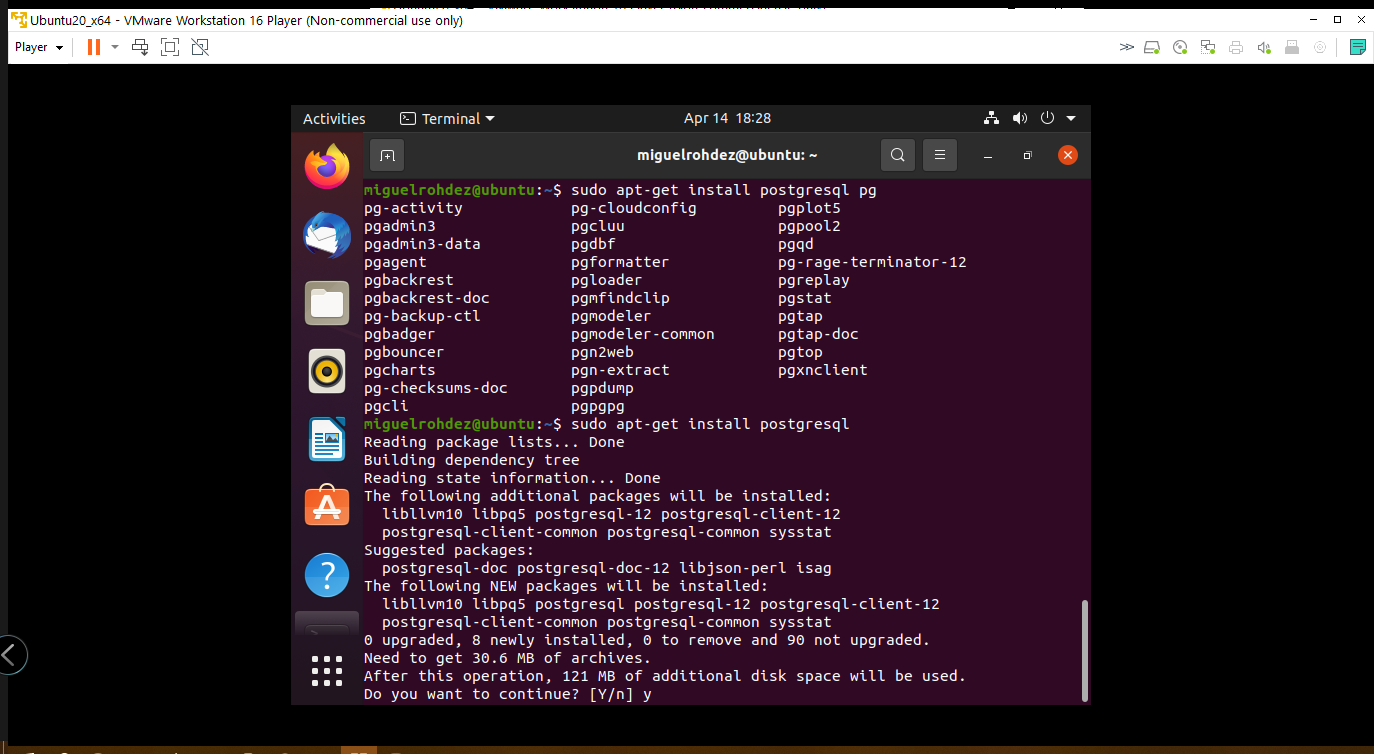 Ubuntu20_x64 - VMware Workstation 16 Player (Non-commercial use only)
Player
Activities Terminal Apr 14 18:28
miguelrohdez@ubuntu: ~
miguelrohdez@ubuntu:~$ sudo apt-get install postgresql pg
pg-activity pg-cloudconfig pgplot5
pgadmin3 pgcluu pgpool2
pgadmin3-data pgdbf pgqd
pgagent pgformatter pg-rage-terminator-12
pgbackrest pgloader pgreplay
pgbackrest-doc pgmfindclip pgstat
pg-backup-ctl pgmodeler pgtap
pgbadger pgmodeler-common pgtap-doc
pgbouncer pgn2web pgtop
pgcharts pgn-extract pgxnclient
pg-checksums-doc pgpdump
pgcli pgpgpg
miguelrohdez@ubuntu:~$ sudo apt-get install postgresql
Reading package lists... Done
Building dependency tree
Reading state information... Done
The following additional packages will be installed:
libllvm10 libpq5 postgresql-12 postgresql-client-12
postgresql-client-common postgresql-common sysstat
Suggested packages:
postgresql-doc postgresql-doc-12 libjson-perl isag
The following NEW packages will be installed:
libllvm10 libpq5 postgresql postgresql-12 postgresql-client-12
postgresql-client-common postgresql-common sysstat
0 upgraded, 8 newly installed, 0 to remove and 90 not upgraded.
Need to get 30.6 MB of archives.
After this operation, 121 MB of additional disk space will be used.
Do you want to continue? [Y/n] y